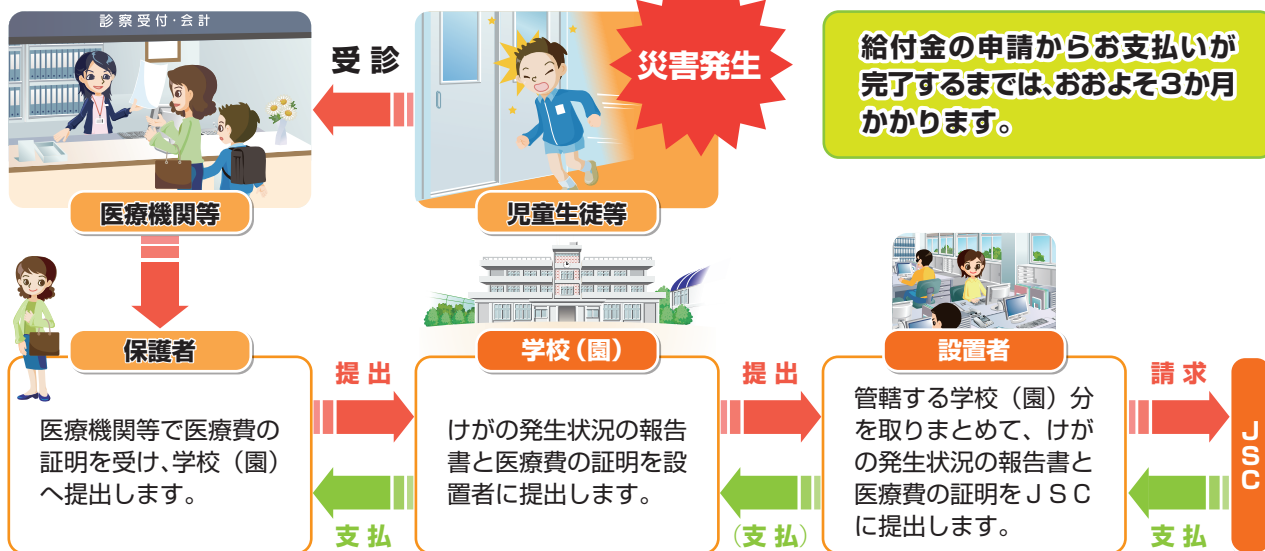 診察受付・会計
受診
災害発生
給付金の申請からお支払いが
完了するまでは、おおよそ3か月
かかります。
医療機関等
児童生徒等
保護者
医療機関等で医療費の
証明を受け、学校(園)
へ提出します。
提出
支払
学校(園)
けがの発生状況の報告
書と医療費の証明を設
置者に提出します。
提出
(支払)
設置者
管轄する学校(園)分
を取りまとめて、けが
の発生状況の報告書と
医療費の証明をJSC
に提出します。
請求
支払
JSC